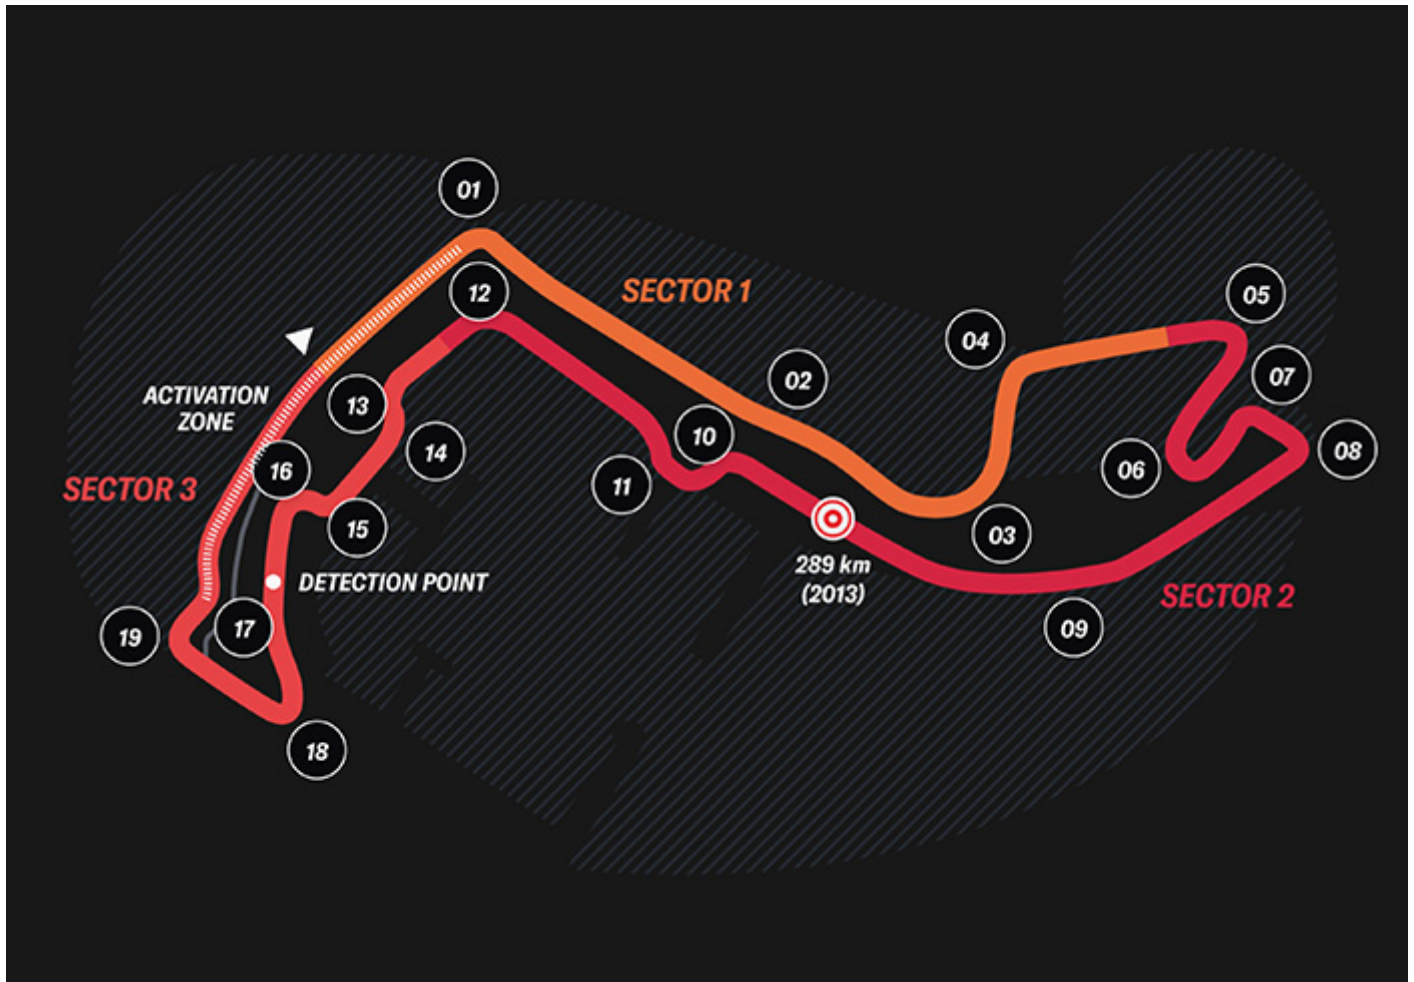 01
SECTOR 1
12
05
04
02
07
ACTIVATION
ZONE
13
10
14
08
16
11
06
SECTOR 3
15
03
289 km
(2013)
DETECTION POINT
SECTOR 2
19
17
09
18